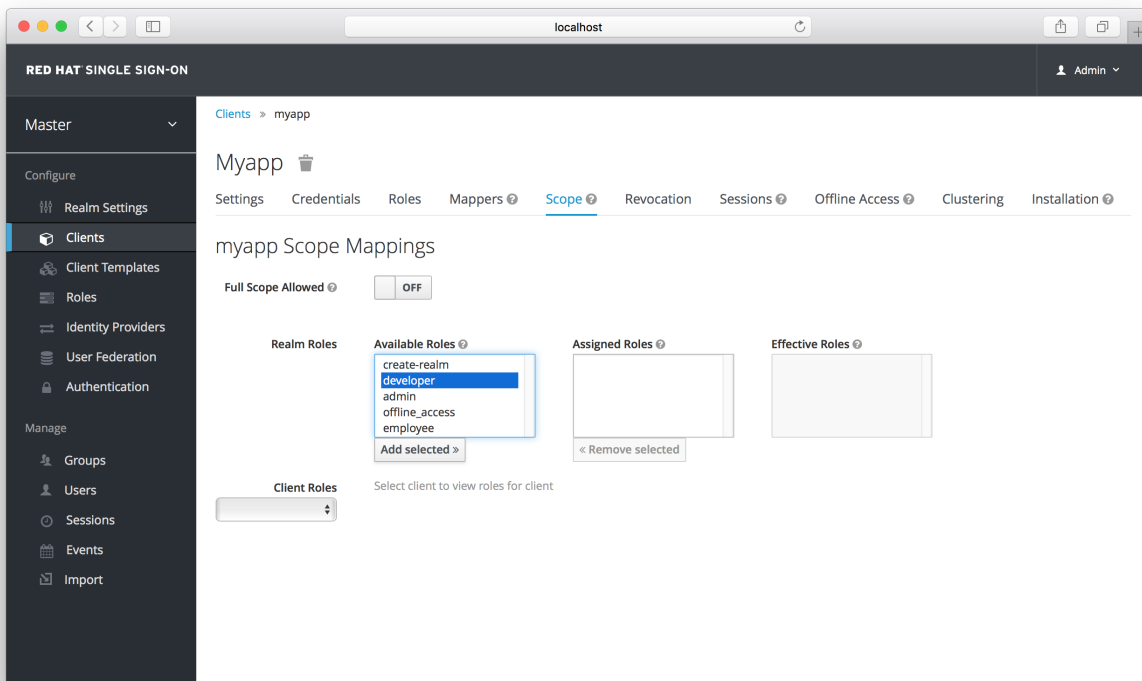 localhost
RED HAT SINGLE SIGN-ON
Admin
Master
Configure
Realm Settings
Clients
Client Templates
Roles
Identity Providers
User Federation
Authentication
Manage
Groups
Users
Sessions
Events
Import
Clients » myapp
Myapp
Settings Credentials Roles Mappers Scope Revocation Sessions Offline Access Clustering Installation
myapp Scope Mappings
Full Scope Allowed OFF
Realm Roles Available Roles Assigned Roles Effective Roles
create-realm
developer
admin
offline_access
employee
Add selected » « Remove selected
Client Roles Select client to view roles for client